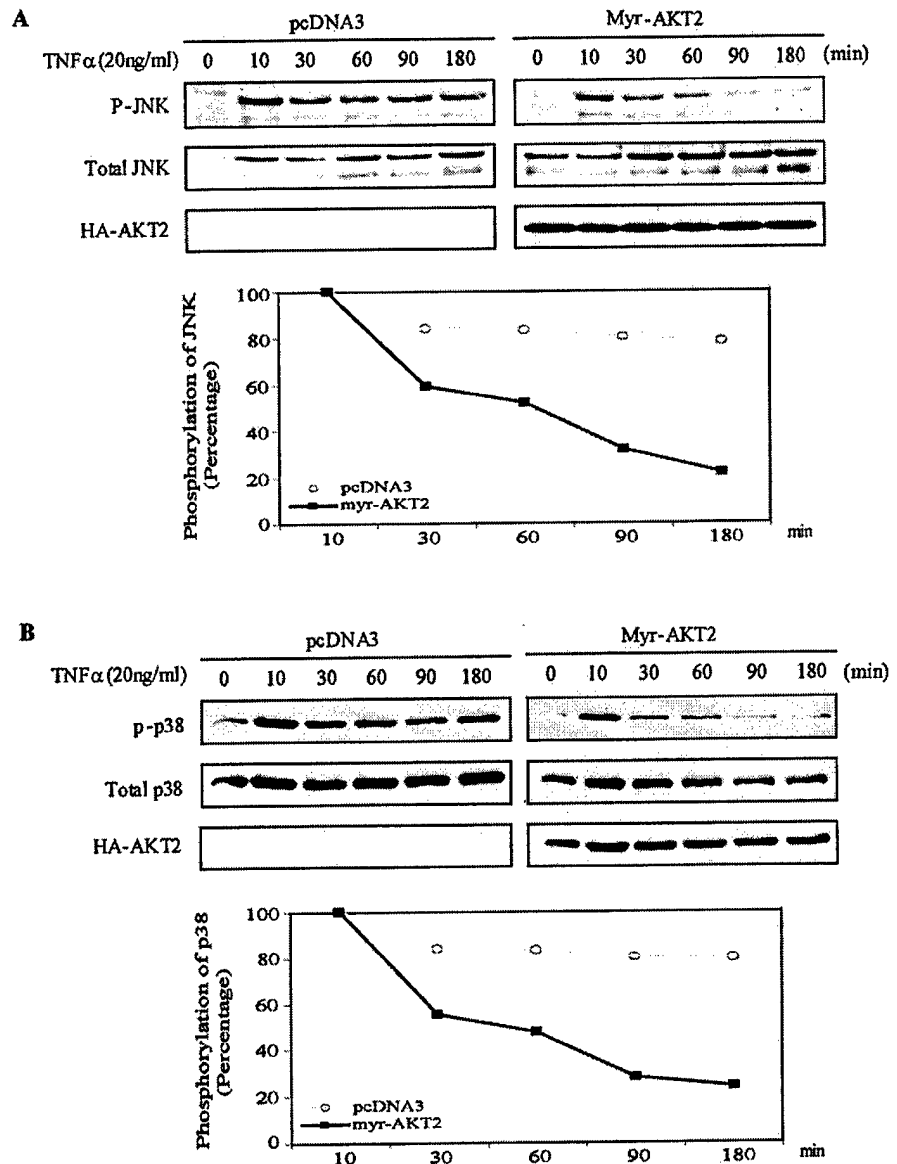 A
pcDNA3 Myr-AKT2
TNFα (20ng/ml) 0 10 30 60 90 180 0 10 30 60 90 180 (min)
P-JNK
Total JNK
HA-AKT2
Phosphorylation of JNK
(Percentage)
100
80
60
40
20
0
pcDNA3
myr-AKT2
10 30 60 90 180 min
B
pcDNA3 Myr-AKT2
TNFα (20ng/ml) 0 10 30 60 90 180 0 10 30 60 90 180 (min)
p-p38
Total p38
HA-AKT2
Phosphorylation of p38
(Percentage)
100
80
60
40
20
0
pcDNA3
myr-AKT2
10 30 60 90 180 min